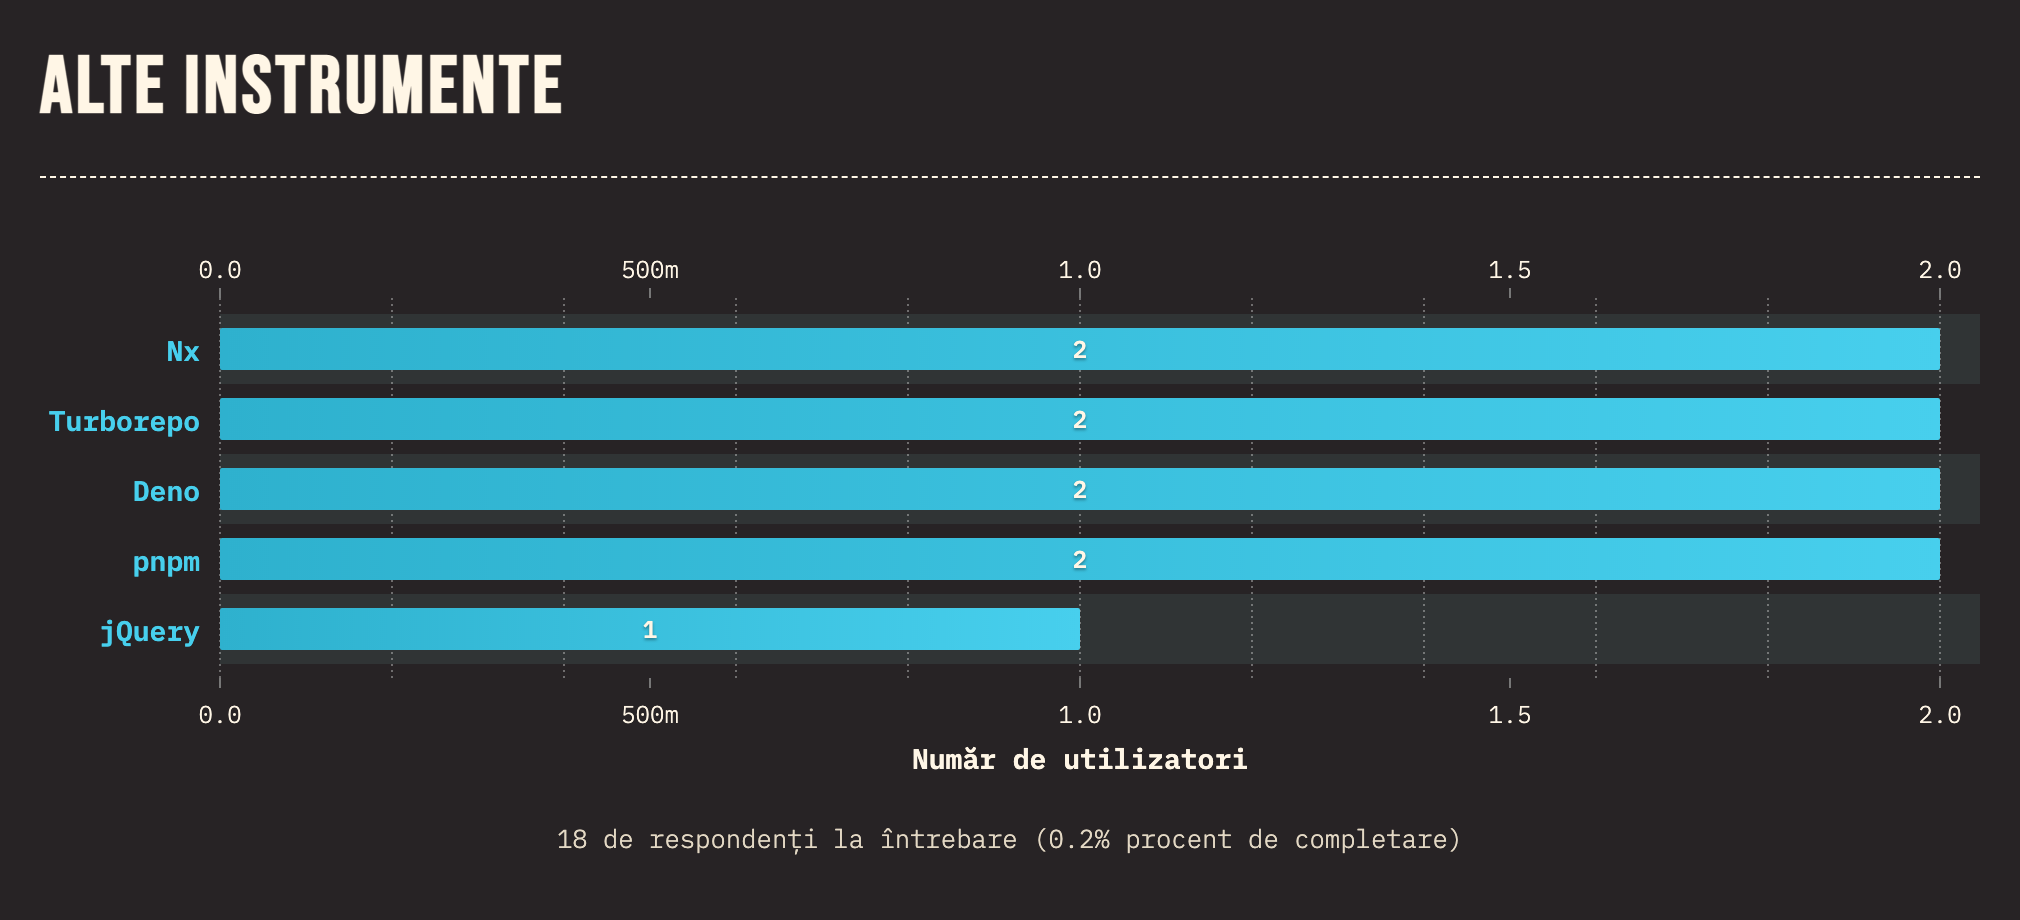 ALTE INSTRUMENTE
0.0 500m 1.0 1.5 2.0
Nx 2
Turborepo 2
Deno 2
pnpm 2
jQuery 1
0.0 500m 1.0 1.5 2.0
Număr de utilizatori
18 de respondenți la întrebare (0.2% procent de completare)